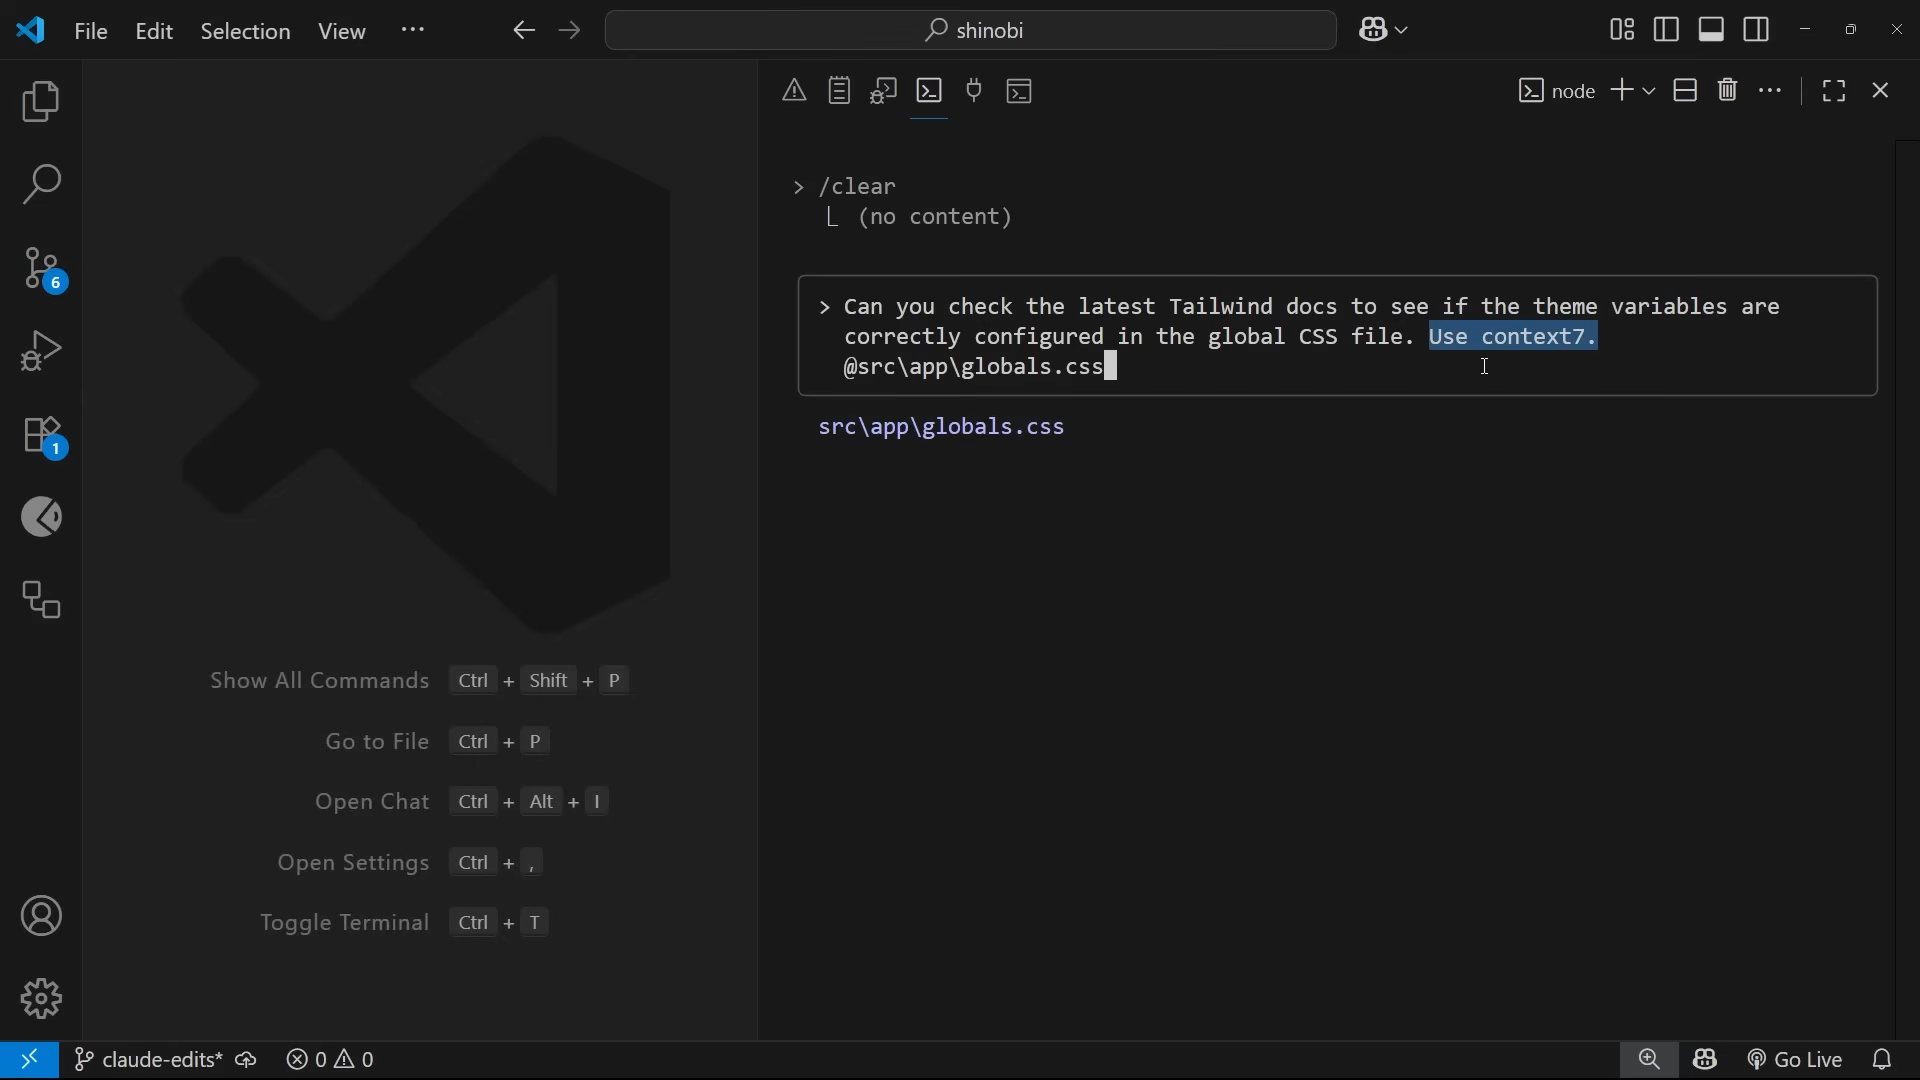 File Edit Selection View ···
shinobi
node
> /clear
⎿ (no content)
> Can you check the latest Tailwind docs to see if the theme variables are
correctly configured in the global CSS file. Use context7.
@src\app\globals.css
src\app\globals.css
6
1
Show All Commands Ctrl + Shift + P
Go to File Ctrl + P
Open Chat Ctrl + Alt + I
Open Settings Ctrl + ,
Toggle Terminal Ctrl + T
claude-edits* 0 0 Go Live